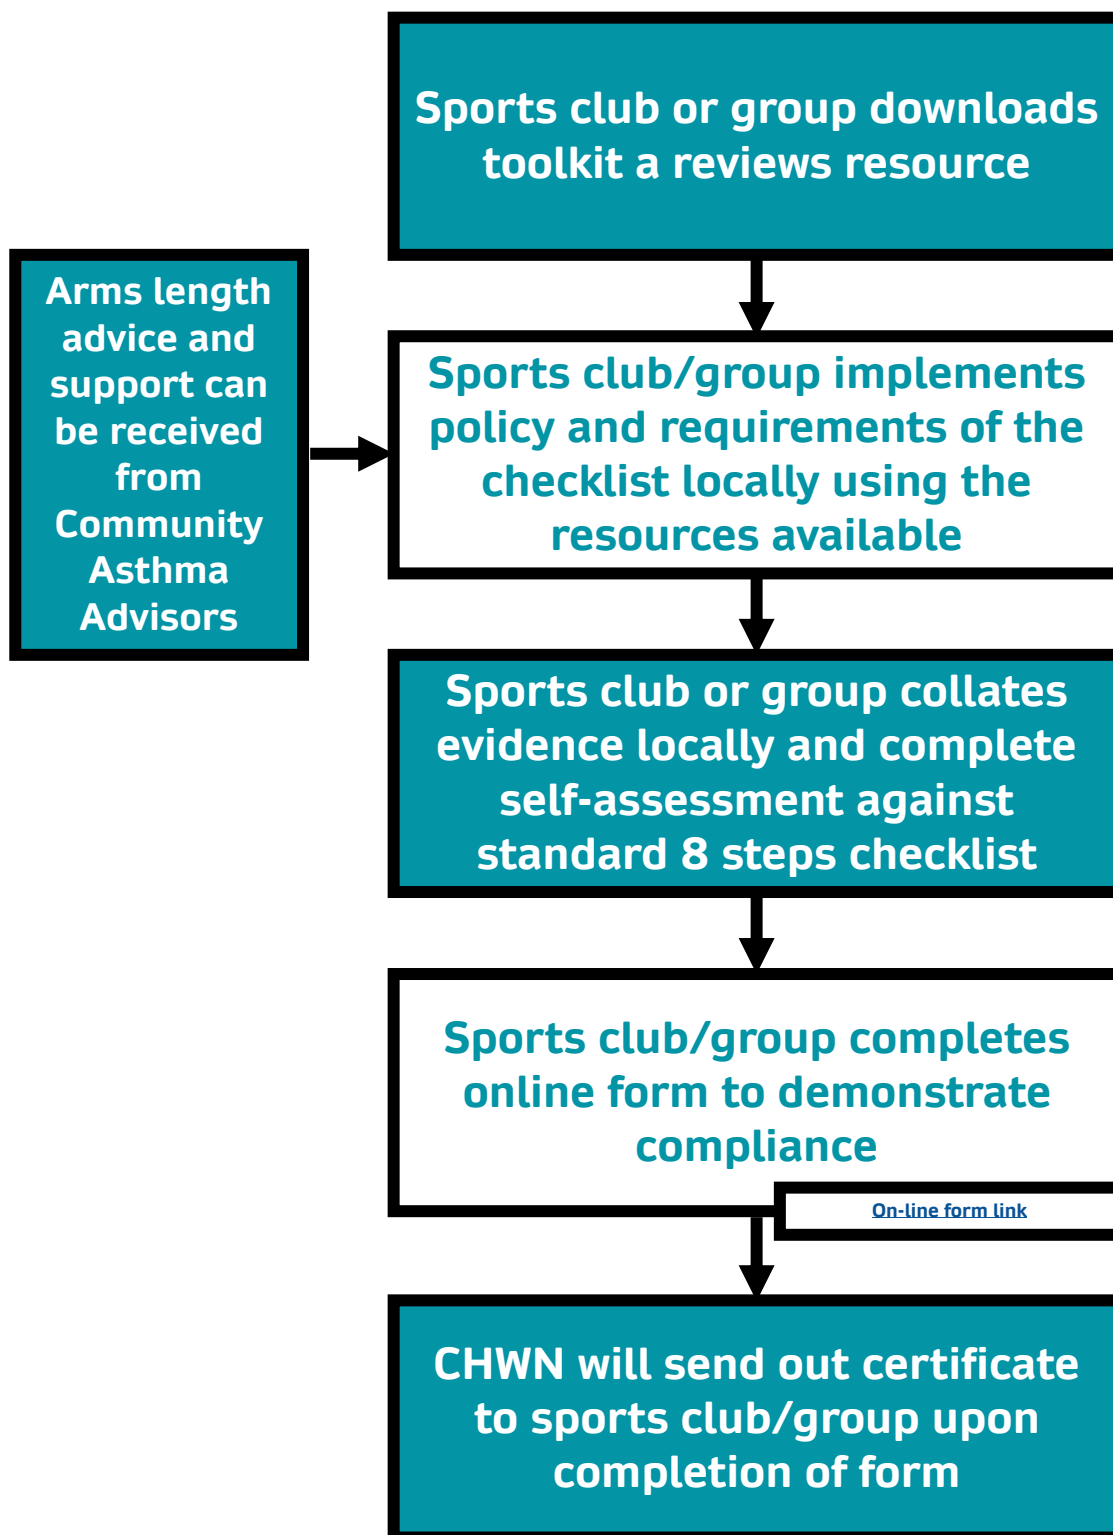 Sports club or group downloads
toolkit a reviews resource
Arms length
advice and
support can
be received
from
Community
Asthma
Advisors
Sports club/group implements
policy and requirements of the
checklist locally using the
resources available
Sports club or group collates
evidence locally and complete
self-assessment against
standard 8 steps checklist
Sports club/group completes
online form to demonstrate
compliance
On-line form link
CHWN will send out certificate
to sports club/group upon
completion of form